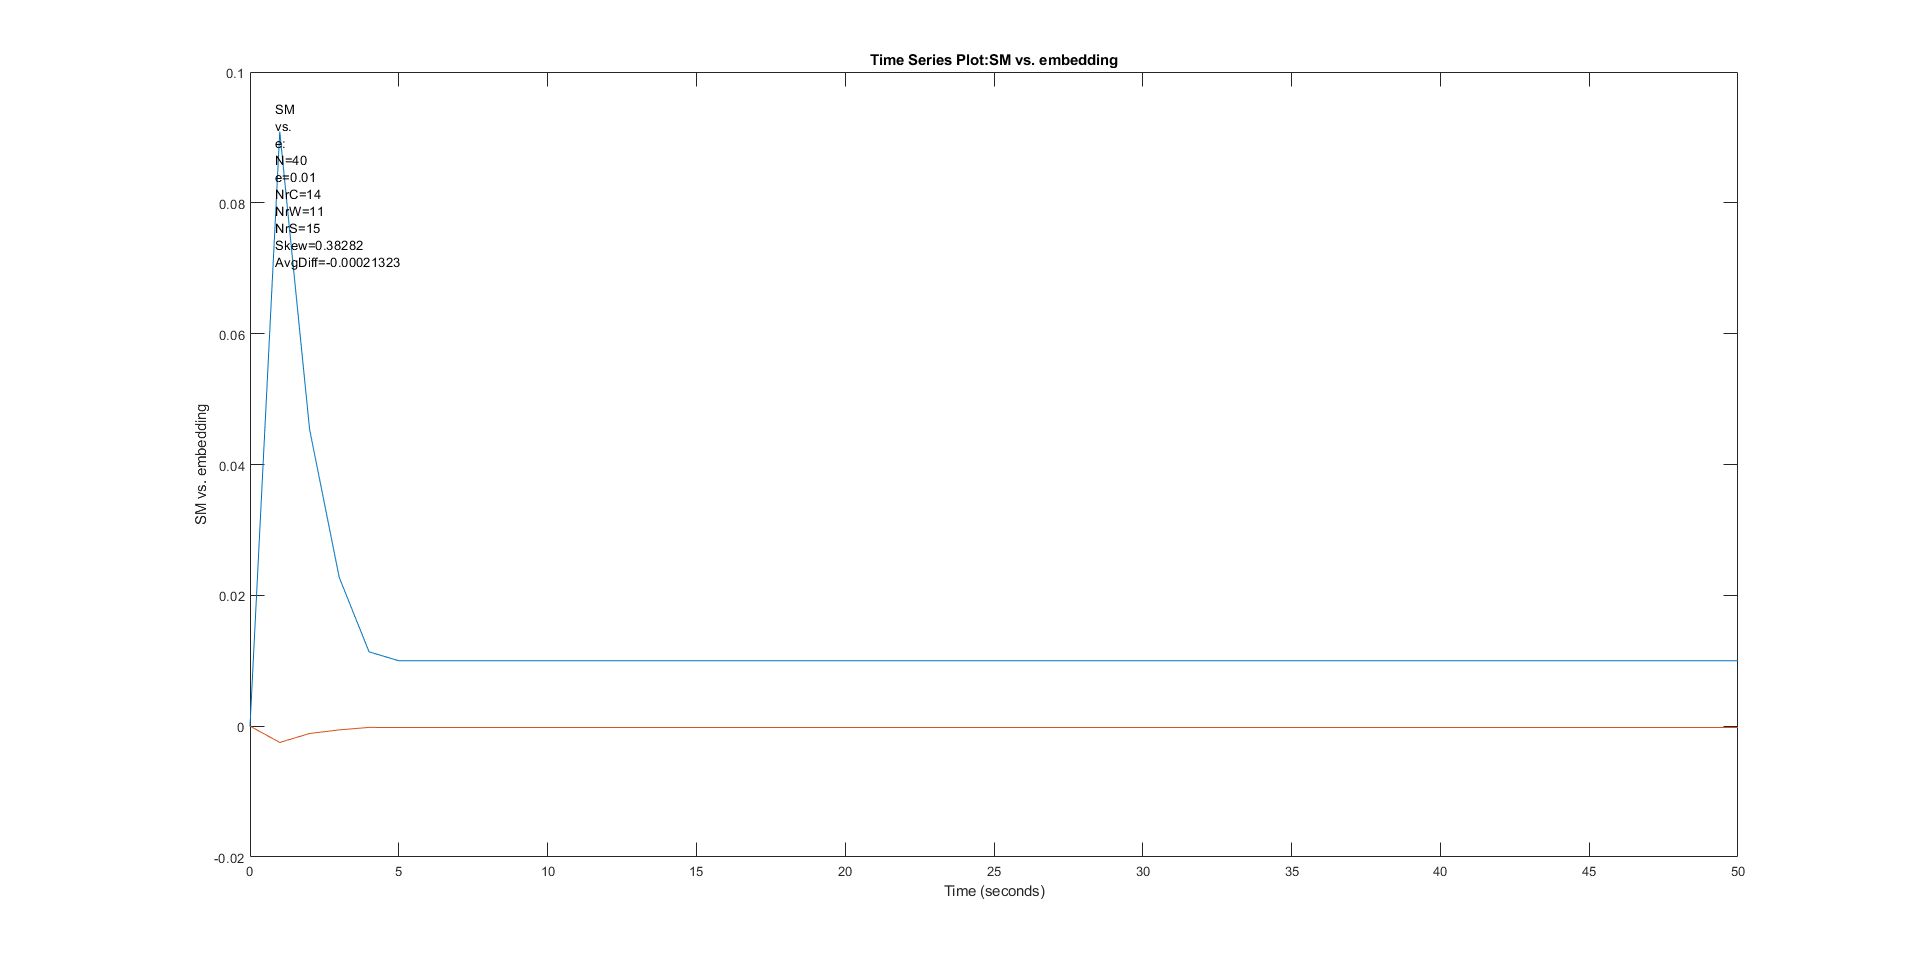 Time Series Plot:SM vs. embedding
0.1
0.08
0.06
0.04
0.02
0
-0.02
SM vs. embedding
SM
vs.
e:
N=40
e=0.01
NrC=14
NrW=11
NrS=15
Skew=0.38282
AvgDiff=-0.00021323
0 5 10 15 20 25 30 35 40 45 50
Time (seconds)